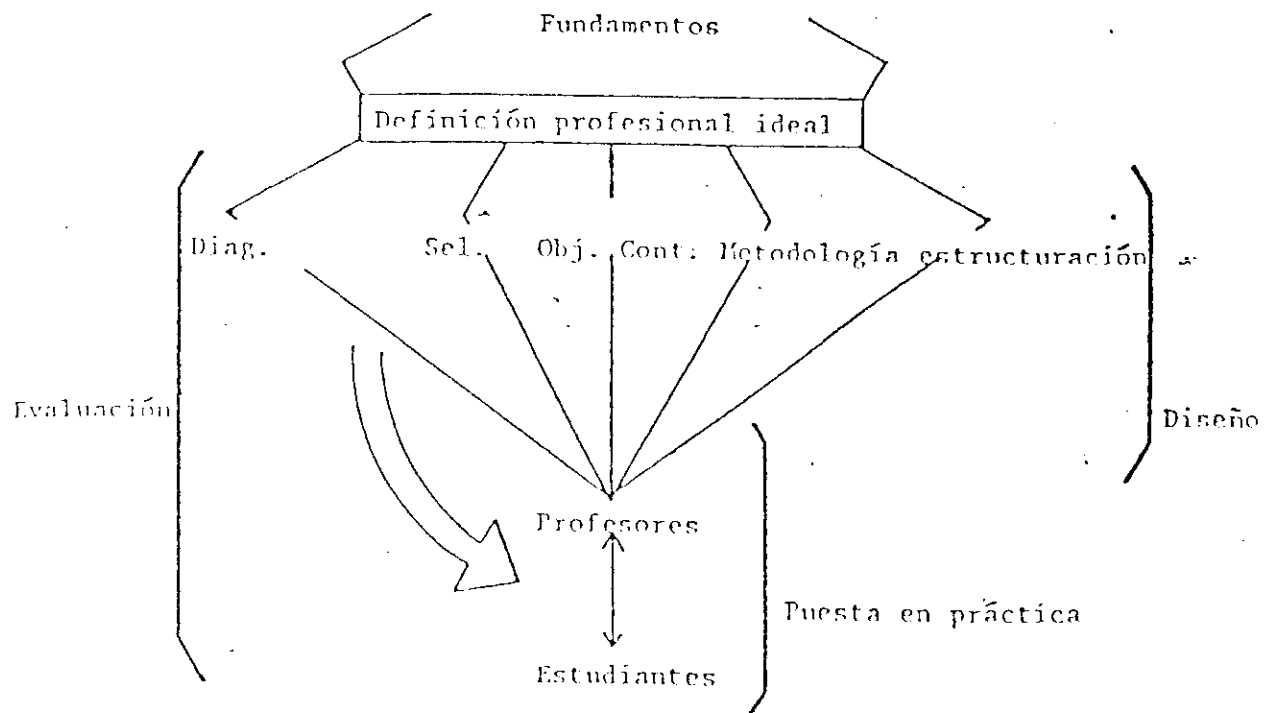 Fundamentos
Definición profesional ideal
Diag. Sel. Obj. Cont: Metodología estructuración
Evaluación
Diseño
Profesores
Puesta en práctica
Estudiantes